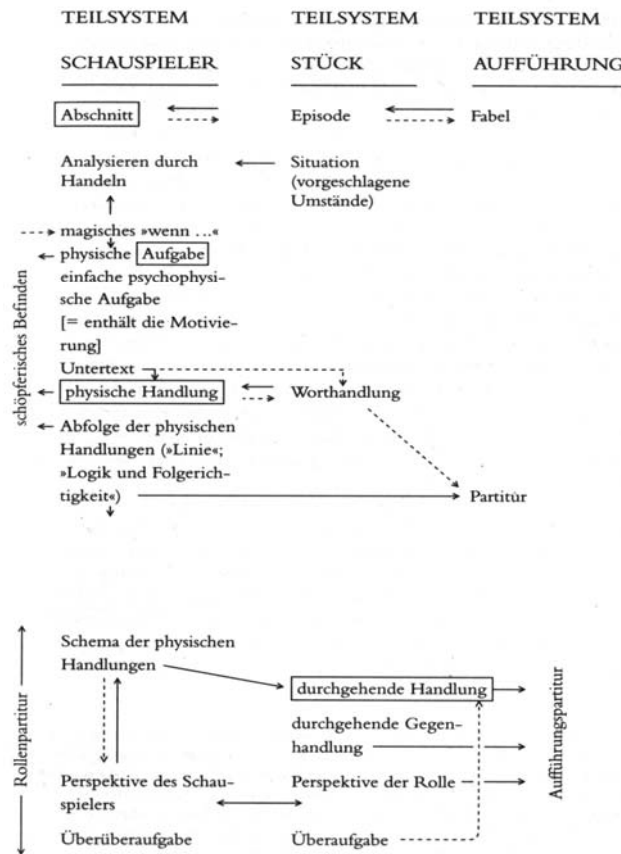 TEILSYSTEM TEILSYSTEM TEILSYSTEM
SCHAUSPIELER STÜCK AUFFÜHRUNG
Abschnitt Episode Fabel
Analysieren durch Situation
Handeln (vorgeschlagene
Umstände)
magisches »wenn ...«
physische Aufgabe
einfache psychophysi-
sche Aufgabe
[= enthält die Motivie-
rung]
Untertext
physische Handlung Worthandlung
schöpferisches Befinden
Abfolge der physischen
Handlungen (»Linie«;
»Logik und Folgerich-
tigkeit«) Partitur
Schema der physischen
Handlungen
durchgehende Handlung
durchgehende Gegen-
handlung
Rollenpartitur
Aufführungspartitur
Perspektive des Schau- Perspektive der Rolle
spielers
Überüberaufgabe Überaufgabe